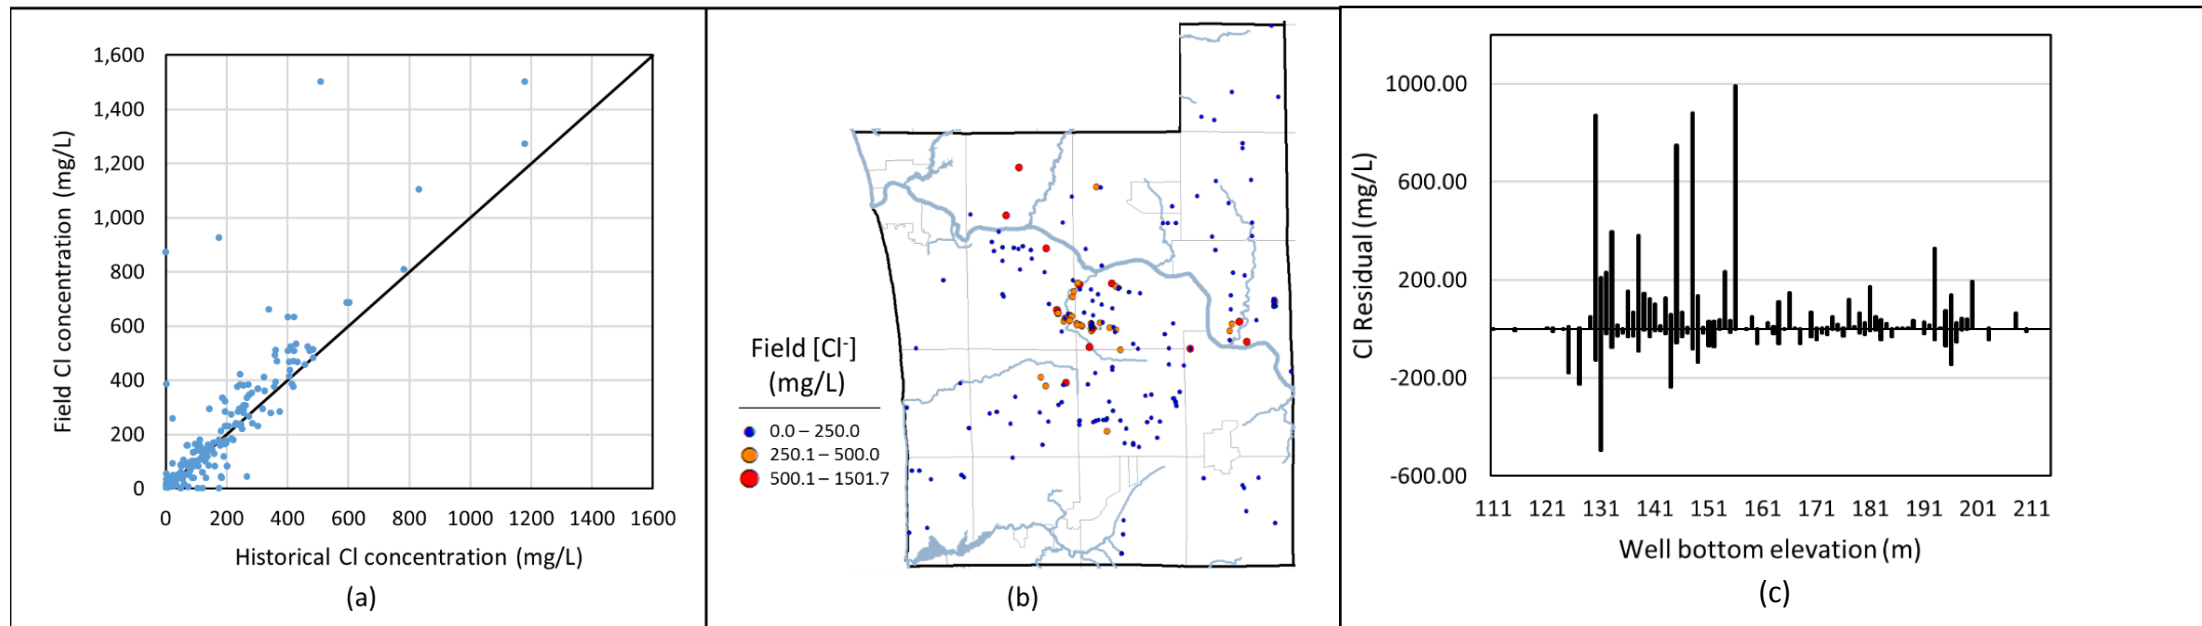 1,600
1,400
1,200
1,000
800
600
400
200
0
Field Cl concentration (mg/L)
0 200 400 600 800 1000 1200 1400 1600
Historical Cl concentration (mg/L)
(a)
Field [Cl-]
(mg/L)
0.0 – 250.0
250.1 – 500.0
500.1 – 1501.7
(b)
1000.00
600.00
200.00
-200.00
-600.00
Cl Residual (mg/L)
111 121 131 141 151 161 171 181 191 201 211
Well bottom elevation (m)
(c)